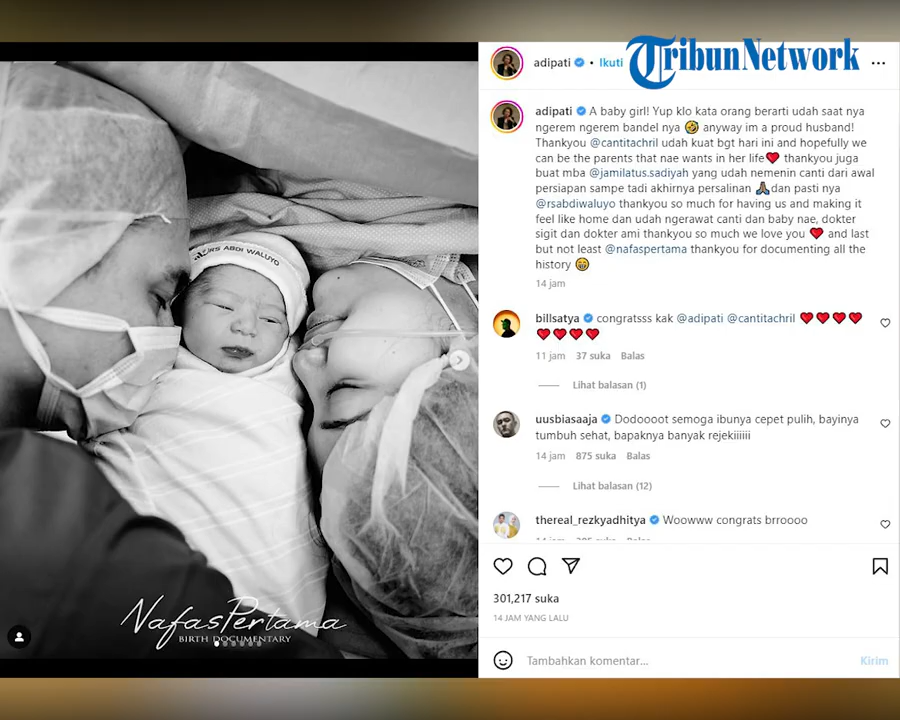 TribunNetwork
adipati • Ikuti
adipati A baby girl! Yup klo kata orang berarti udah saat nya
ngerem ngerem bandel nya 🤣 anyway im a proud husband!
Thankyou @cantitachril udah kuat bgt hari ini and hopefully we
can be the parents that nae wants in her life❤️ thankyou juga
buat mba @jamilatus.sadiyah yang udah nemenin canti dari awal
persiapan sampe tadi akhirnya persalinan 🙏🏾dan pasti nya
@rsabdiwaluyo thankyou so much for having us and making it
feel like home dan udah ngerawat canti dan baby nae, dokter
sigit dan dokter ami thankyou so much we love you ❤️ and last
but not least @nafaspertama thankyou for documenting all the
history 😁
14 jam
billsatya congratsss kak @adipati @cantitachril ❤️❤️❤️❤️
❤️❤️❤️❤️
11 jam 37 suka Balas
Lihat balasan (1)
uusbiasaaja Dodoooot semoga ibunya cepet pulih, bayinya
tumbuh sehat, bapaknya banyak rejekiiiiii
14 jam 875 suka Balas
Lihat balasan (12)
thereal_rezkyadhitya Woowww congrats brroooo
301,217 suka
14 JAM YANG LALU
Tambahkan komentar... Kirim
RS ABDI WALUYO
NafasPertama
BIRTH DOCUMENTARY